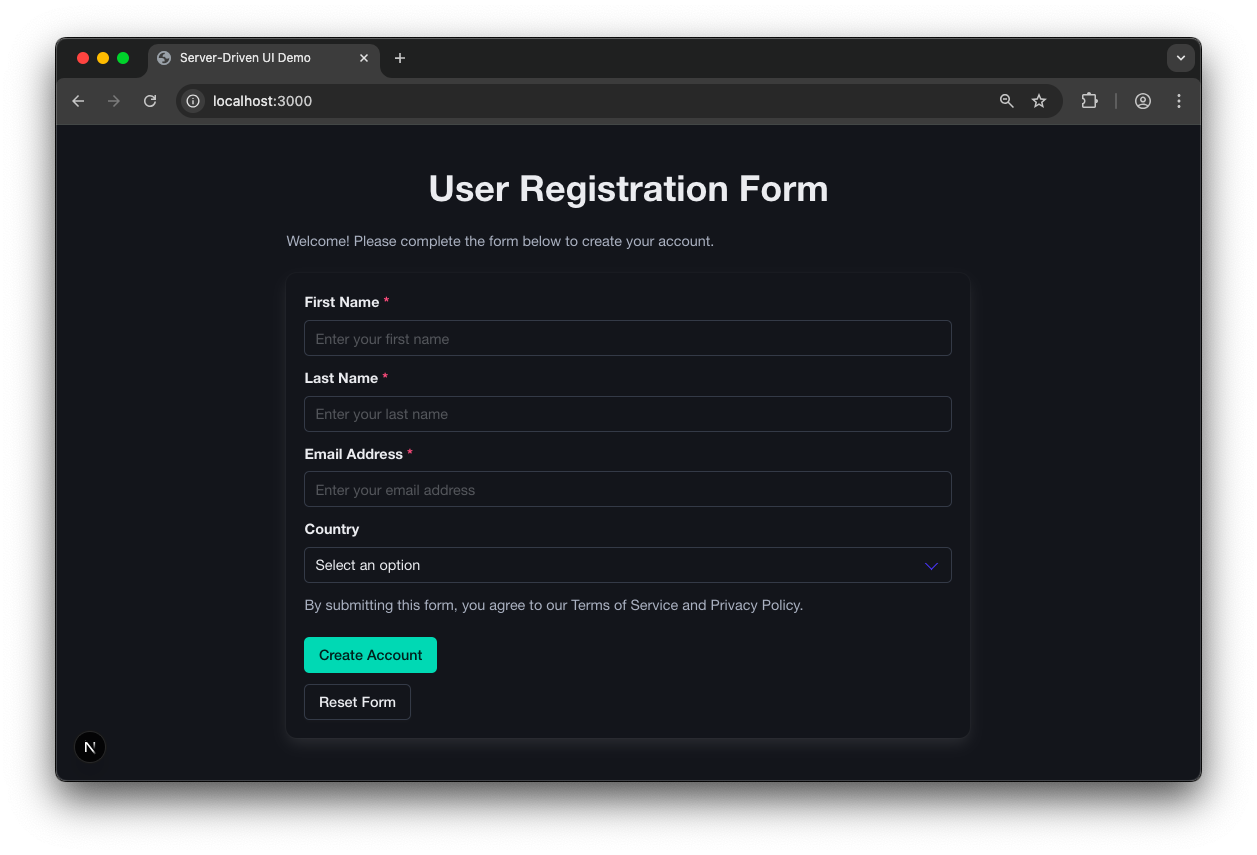 Server-Driven UI Demo
localhost:3000
User Registration Form
Welcome! Please complete the form below to create your account.
First Name *
Enter your first name
Last Name *
Enter your last name
Email Address *
Enter your email address
Country
Select an option
By submitting this form, you agree to our Terms of Service and Privacy Policy.
Create Account
Reset Form
N